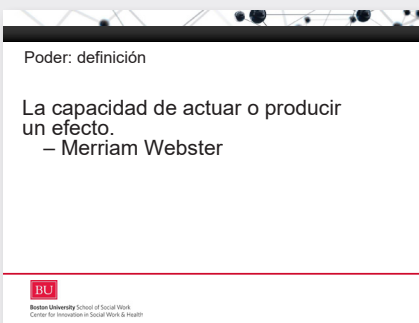 Poder: definición
La capacidad de actuar o producir
un efecto.
– Merriam Webster
BU
Boston University School of Social Work
Center for Innovation in Social Work & Health